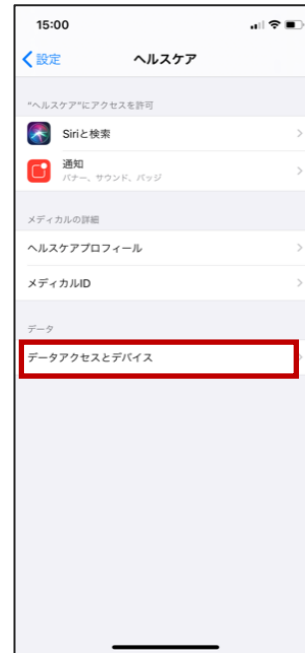 15:00
設定
ヘルスケア
"ヘルスケア"にアクセスを許可
Siriと検索
通知
バナー、サウンド、バッジ
メディカルの詳細
ヘルスケアプロフィール
メディカルID
データ
データアクセスとデバイス